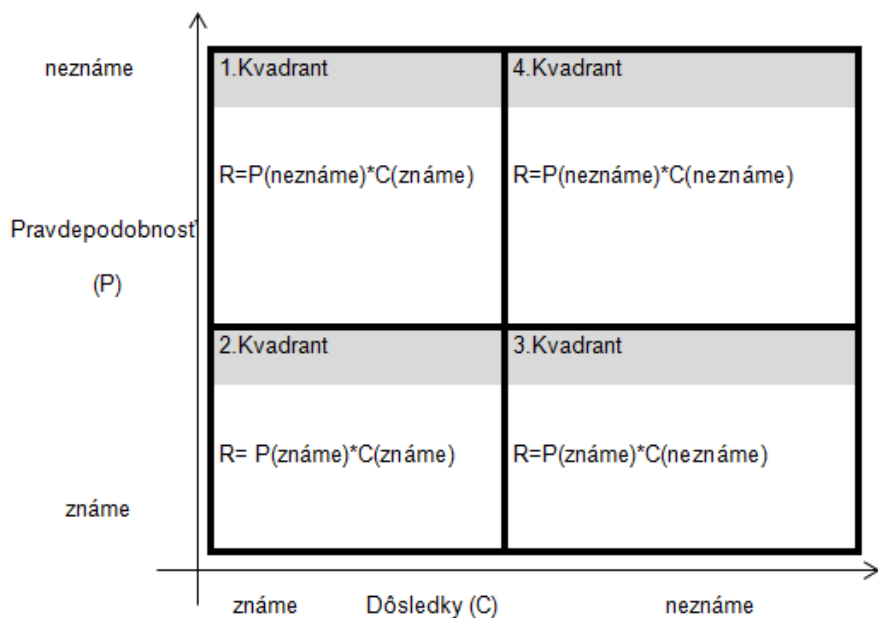 neznáme
1.Kvadrant
4.Kvadrant
R=P(neznáme)*C(známe)
R=P(neznáme)*C(neznáme)
Pravdepodobnosť
(P)
2.Kvadrant
3.Kvadrant
R= P(známe)*C(známe)
R=P(známe)*C(neznáme)
známe
známe
Dôsledky (C)
neznáme